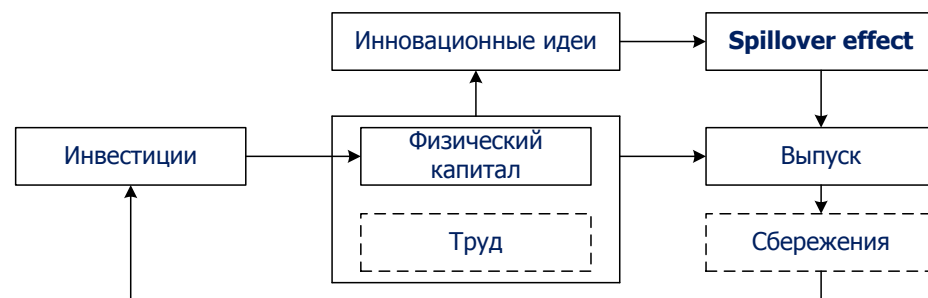 Инновационные идеи
Spillover effect
Инвестиции
Физический
капитал
Выпуск
Труд
Сбережения